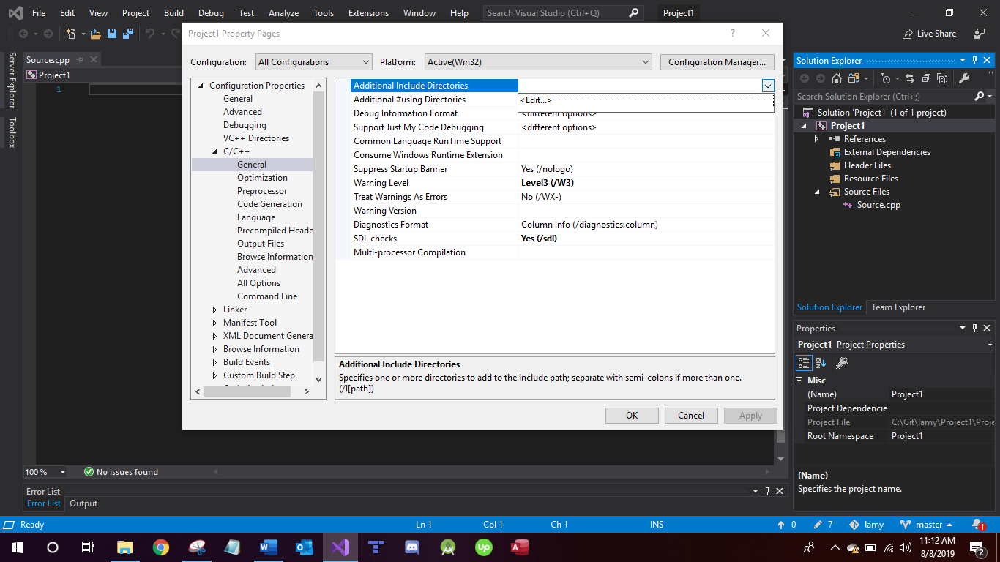 File Edit View Project Build Debug Test Analyze Tools Extensions Window Help Search Visual Studio (Ctrl+Q) Project1
Live Share
Server Explorer
Toolbox
Source.cpp
Project1
1
Project1 Property Pages ?
Configuration: All Configurations Platform: Active(Win32) Configuration Manager...
Configuration Properties
General
Advanced
Debugging
VC++ Directories
C/C++
General
Optimization
Preprocessor
Code Generation
Language
Precompiled Heade
Output Files
Browse Information
Advanced
All Options
Command Line
Linker
Manifest Tool
XML Document Genera
Browse Information
Build Events
Custom Build Step
Additional Include Directories
<Edit...>
Additional #using Directories
Debug Information Format <different options>
Support Just My Code Debugging <different options>
Common Language RunTime Support
Consume Windows Runtime Extension
Suppress Startup Banner Yes (/nologo)
Warning Level Level3 (/W3)
Treat Warnings As Errors No (/WX-)
Warning Version
Diagnostics Format Column Info (/diagnostics:column)
SDL checks Yes (/sdl)
Multi-processor Compilation
Additional Include Directories
Specifies one or more directories to add to the include path; separate with semi-colons if more than one.
(/I[path])
OK Cancel Apply
100 % No issues found
Error List
Error List Output
Solution Explorer
Search Solution Explorer (Ctrl+;)
Solution 'Project1' (1 of 1 project)
Project1
References
External Dependencies
Header Files
Resource Files
Source Files
Source.cpp
Solution Explorer Team Explorer
Properties
Project1 Project Properties
Misc
(Name) Project1
Project Dependencie
Project File C:\Git\lamy\Project1\Proje
Root Namespace Project1
(Name)
Specifies the project name.
Ready Ln 1 Col 1 Ch 1 INS 0 7 lamy master 1
11:12 AM
8/8/2019
2